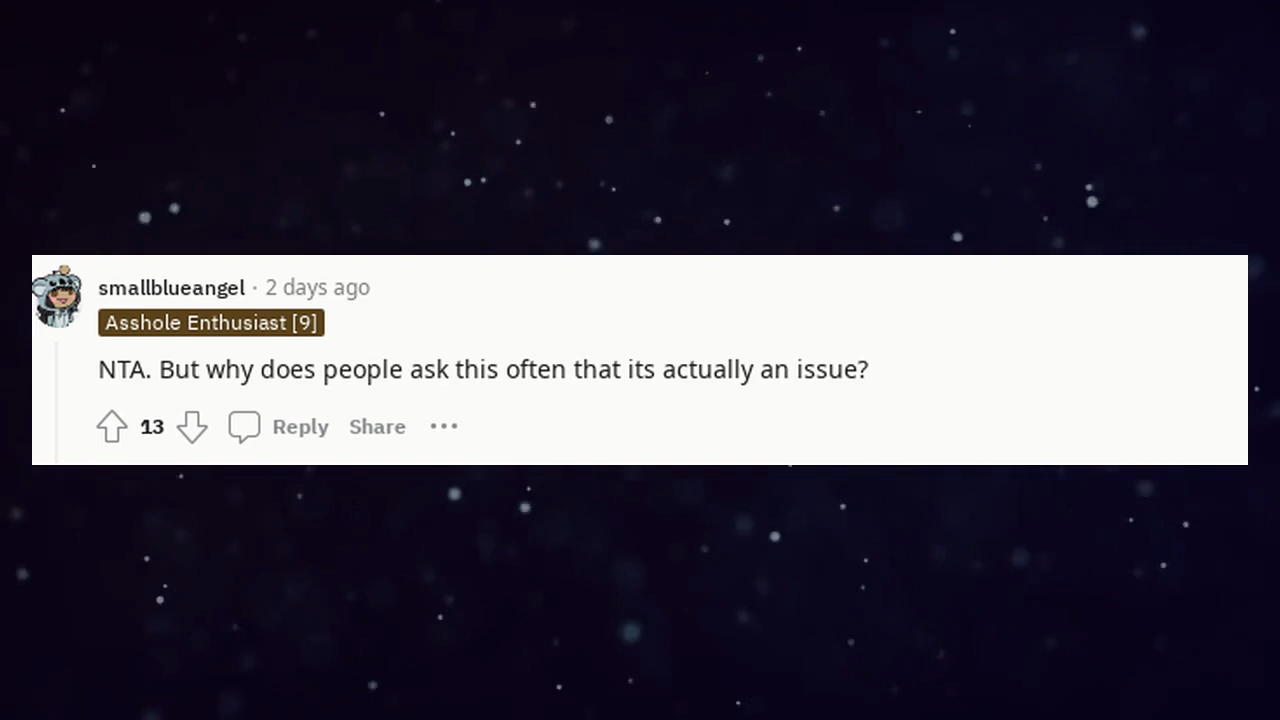 smallblueangel · 2 days ago
Asshole Enthusiast [9]
NTA. But why does people ask this often that its actually an issue?
13 Reply Share •••